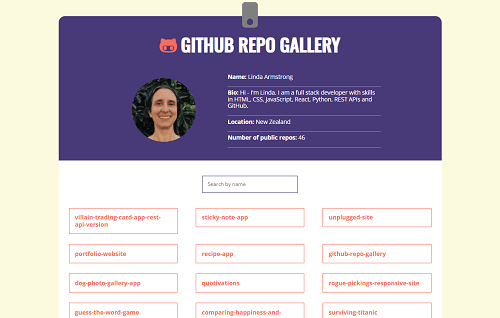 GITHUB REPO GALLERY
Name: Linda Armstrong
Bio: Hi - I'm Linda, I am a full stack developer with skills
in HTML, CSS, JavaScript, React, Python, REST APIs and
GitHub.
Location: New Zealand
Number of public repos: 46
Search by name
villain-trading-card-app-rest-
api-version
sticky-note-app
unplugged-site
portfolio-website
recipe-app
github-repo-gallery
dog-photo-gallery-app
quotivations
rogue-pickings-responsive-site
guess-the-word-game
comparing-happiness-and-
surviving-titanic